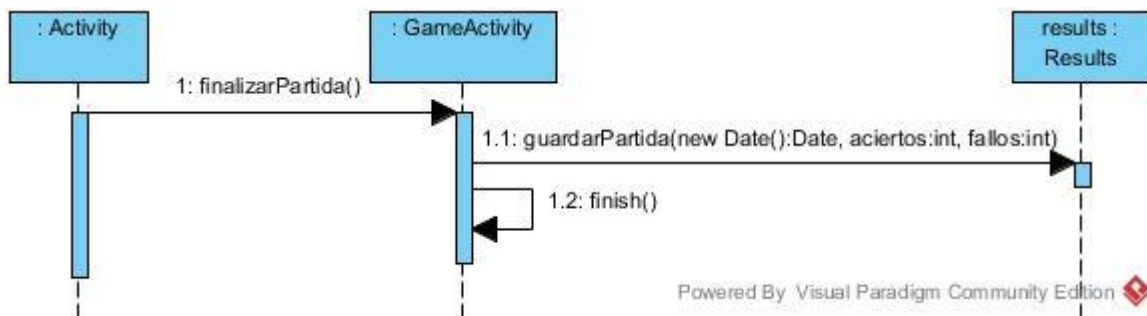 : Activity
: GameActivity
results :
Results
1: finalizarPartida()
1.1: guardarPartida(new Date():Date, aciertos:int, fallos:int)
1.2: finish()
Powered By Visual Paradigm Community Edition